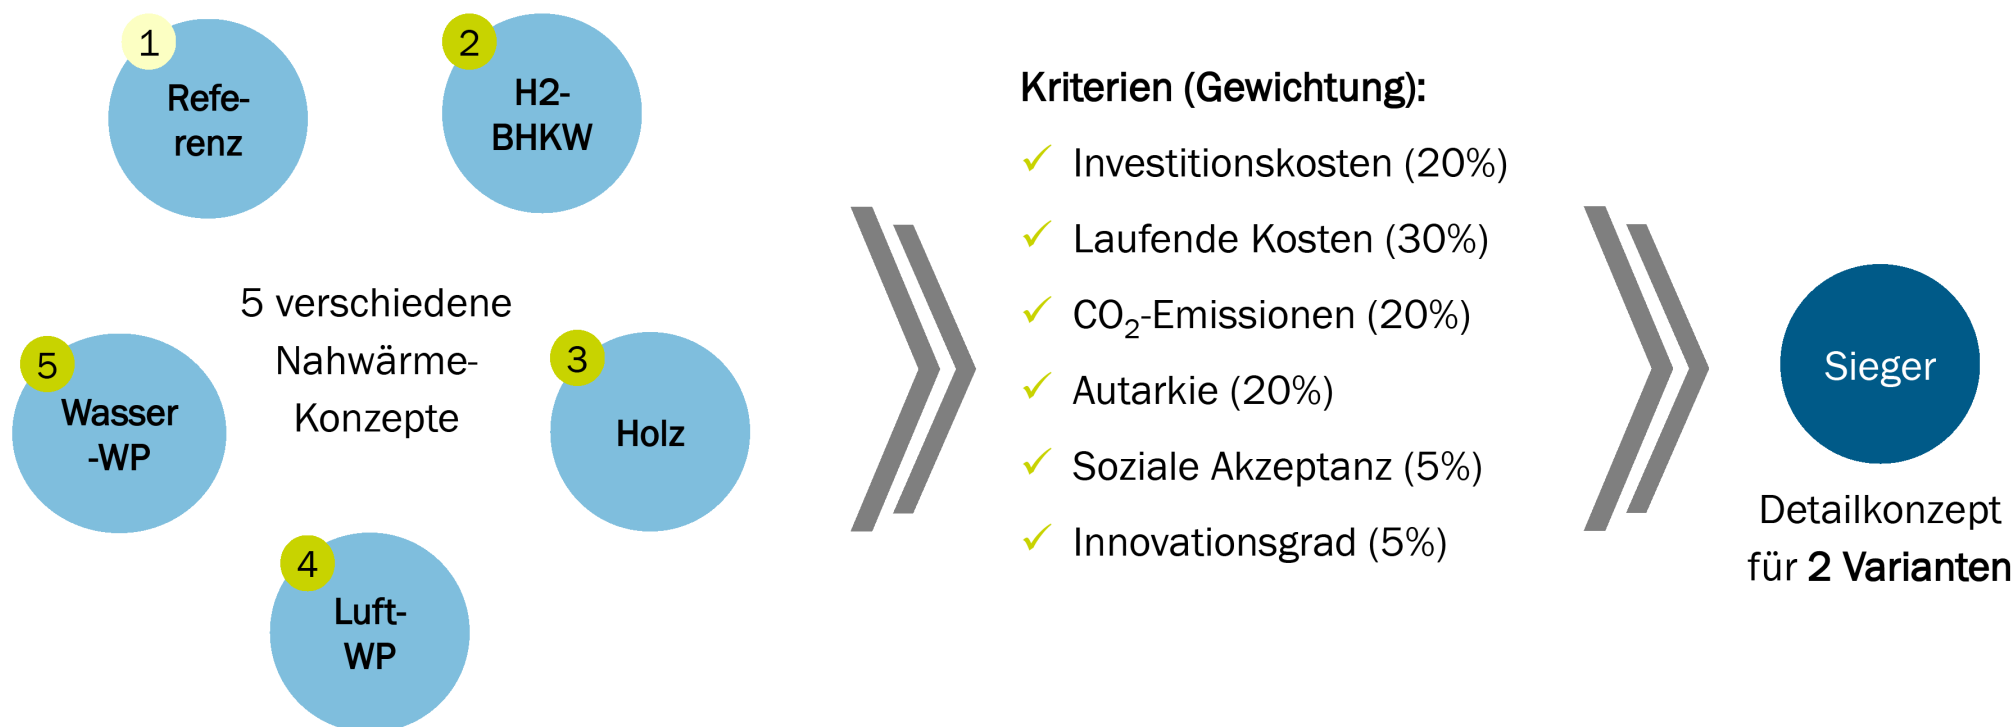 1
Refe-
renz
2
H2-
BHKW
5 verschiedene
Nahwärme-
Konzepte
3
Holz
4
Luft-
WP
5
Wasser
-WP
Kriterien (Gewichtung):
✓ Investitionskosten (20%)
✓ Laufende Kosten (30%)
✓ CO₂-Emissionen (20%)
✓ Autarkie (20%)
✓ Soziale Akzeptanz (5%)
✓ Innovationsgrad (5%)
Sieger
Detailkonzept
für 2 Varianten